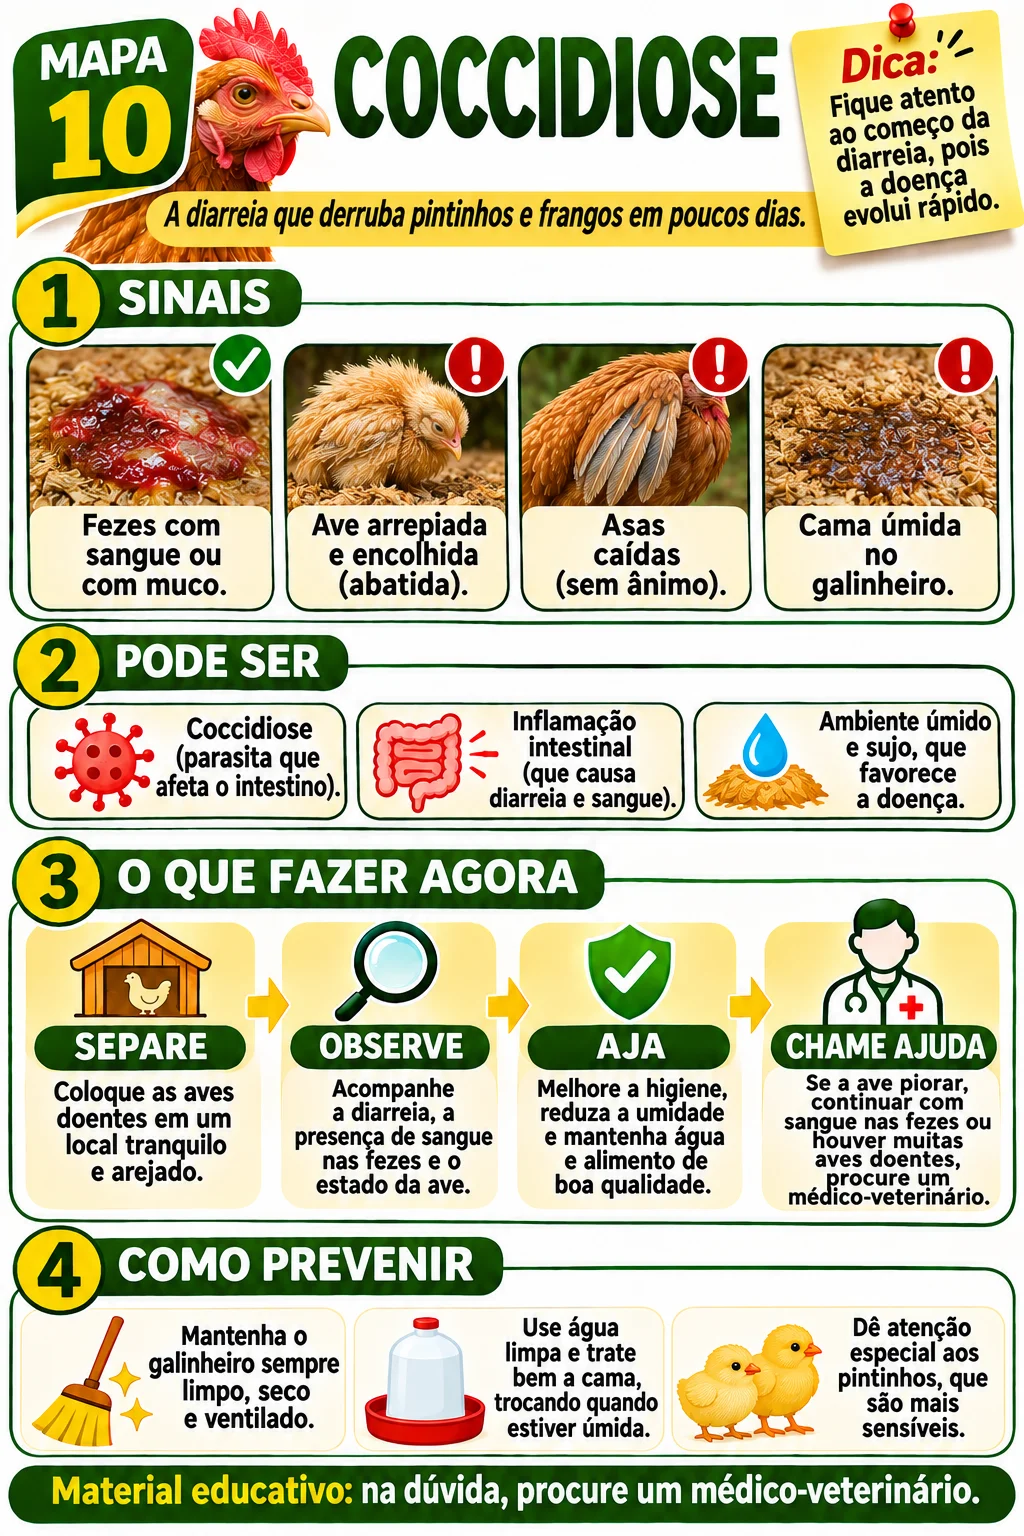 MAPA
10
COCCIDIOSE
A diarreia que derruba pintinhos e frangos em poucos dias.
Dica:
Fique atento
ao começo da
diarreia, pois
a doença
evolui rápido.
1 SINAIS
Fezes com
sangue ou
com muco.
Ave arrepiada
e encolhida
(abatida).
Asas
caídas
(sem ânimo).
Cama úmida
no
galinheiro.
2 PODE SER
Coccidiose
(parasita que
afeta o intestino).
Inflamação
intestinal
(que causa
diarreia e sangue).
Ambiente úmido
e sujo, que
favorece
a doença.
3 O QUE FAZER AGORA
SEPARE
Coloque as aves
doentes em um
local tranquilo
e arejado.
OBSERVE
Acompanhe
a diarreia, a
presença de sangue
nas fezes e o
estado da ave.
AJA
Melhore a higiene,
reduza a umidade
e mantenha água
e alimento de
boa qualidade.
CHAME AJUDA
Se a ave piorar,
continuar com
sangue nas fezes ou
houver muitas
aves doentes,
procure um
médico-veterinário.
4 COMO PREVENIR
Mantenha o
galinheiro sempre
limpo, seco
e ventilado.
Use água
limpa e trate
bem a cama,
trocando quando
estiver úmida.
Dê atenção
especial aos
pintinhos, que
são mais
sensíveis.
Material educativo: na dúvida, procure um médico-veterinário.